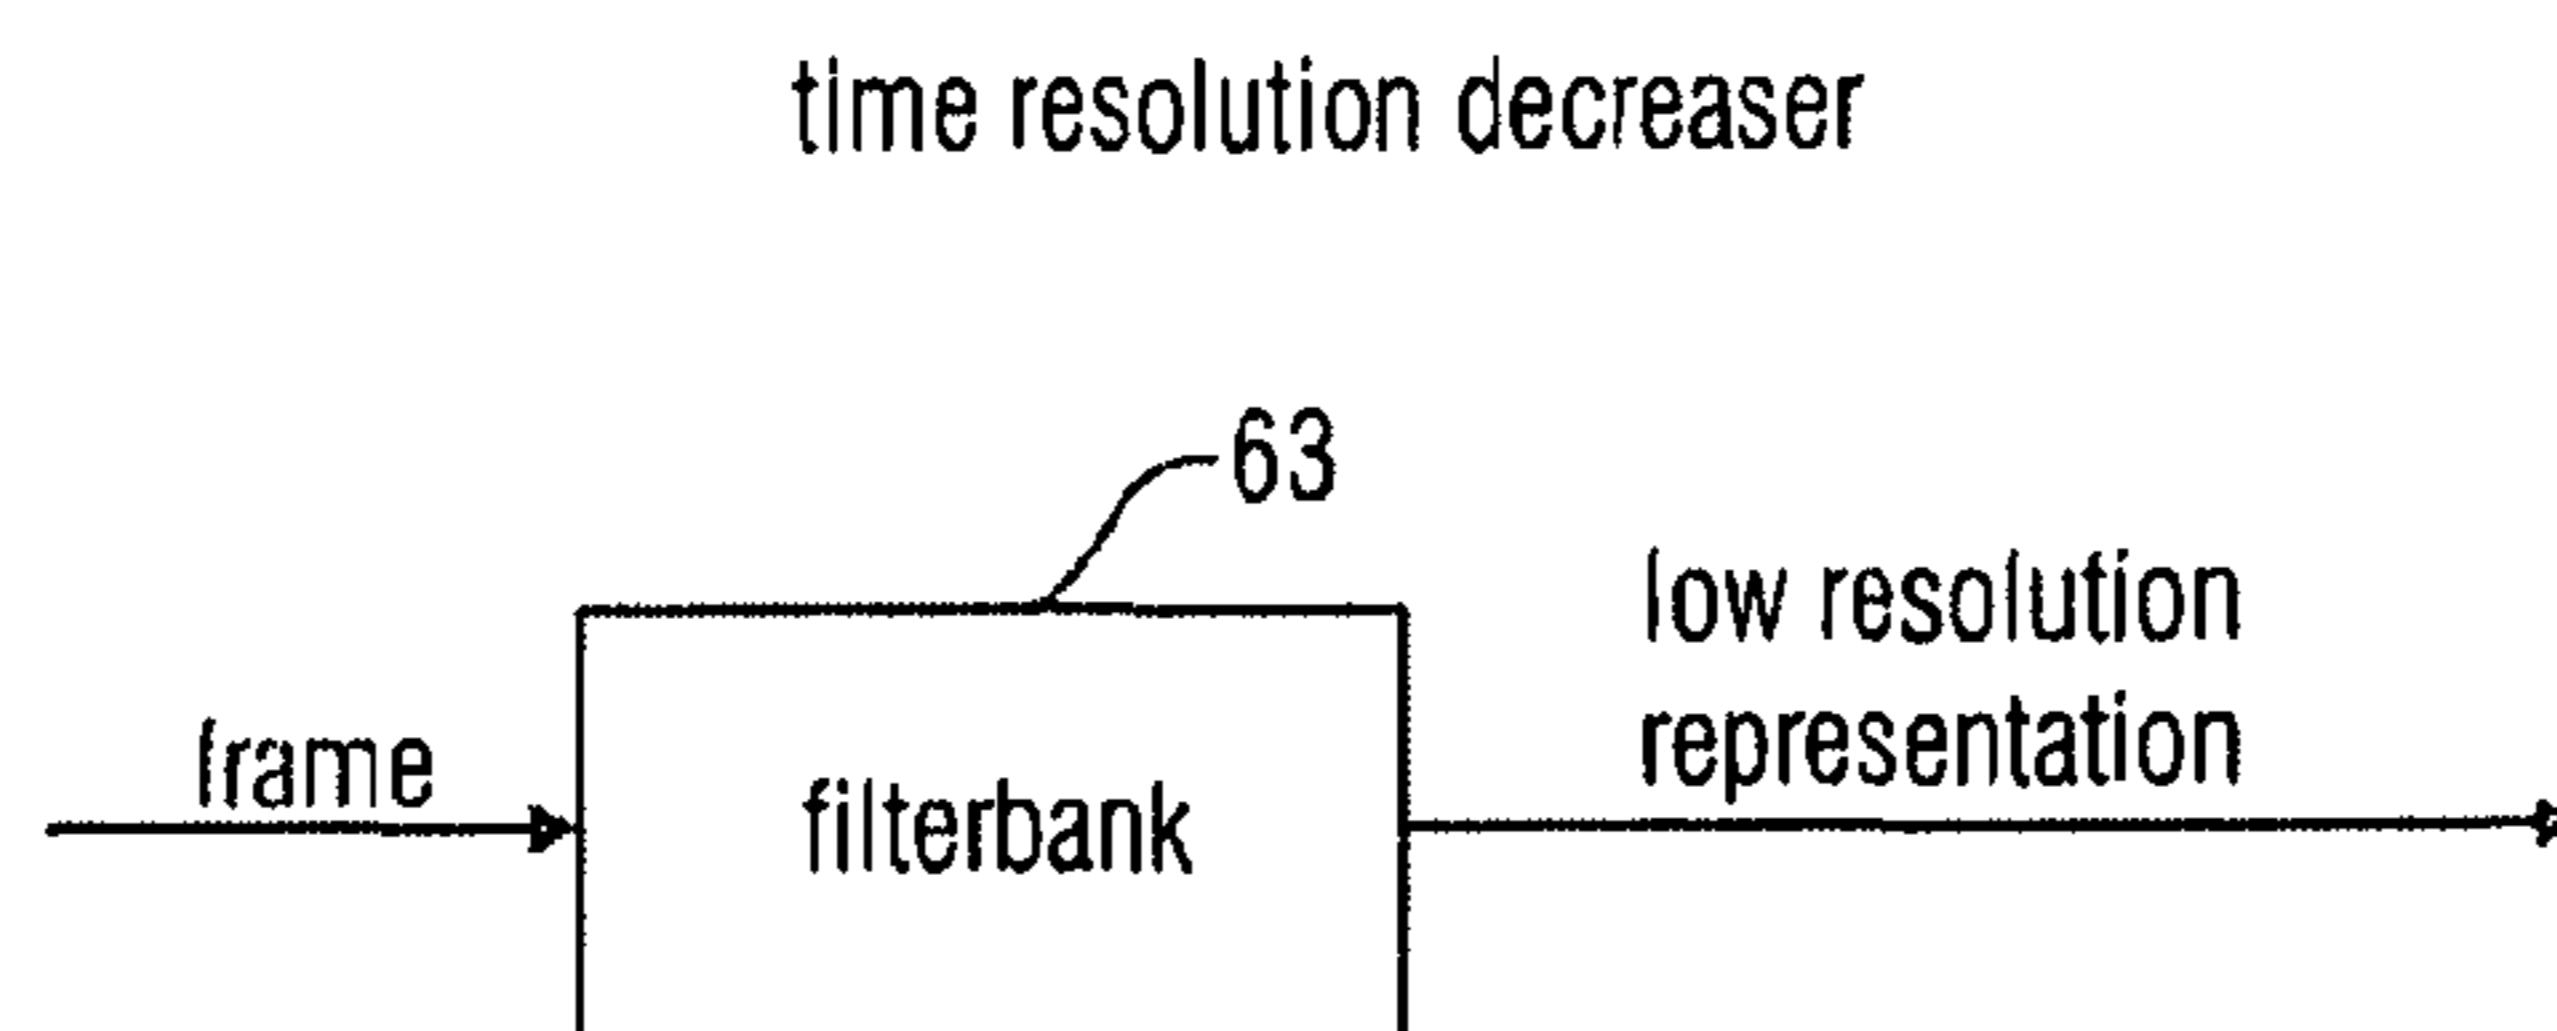 time resolution decreaser
63
low resolution
representation
frame
filterbank